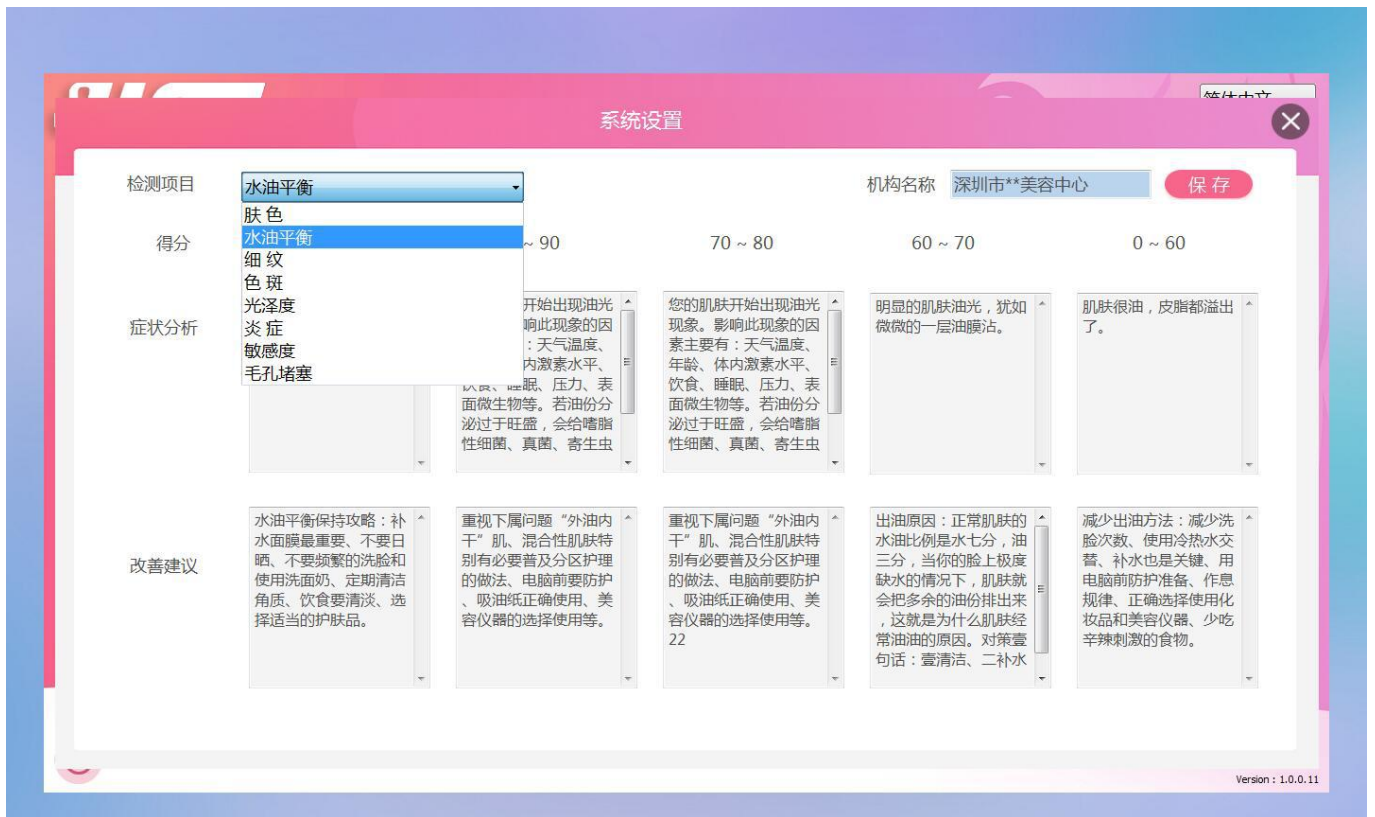 简体中文
系统设置
检测项目
水油平衡
机构名称
深圳市**美容中心
保 存
肤 色
水油平衡
细 纹
色 斑
光泽度
炎 症
敏感度
毛孔堵塞
得分
~ 90
70 ~ 80
60 ~ 70
0 ~ 60
症状分析
开始出现油光
响此现象的因
：天气温度、
内激素水平、
饮食、睡眠、压力、表
面微生物等。若油份分
泌过于旺盛，会给嗜脂
性细菌、真菌、寄生虫
您的肌肤开始出现油光
现象。影响此现象的因
素主要有：天气温度、
年龄、体内激素水平、
饮食、睡眠、压力、表
面微生物等。若油份分
泌过于旺盛，会给嗜脂
性细菌、真菌、寄生虫
明显的肌肤油光，犹如
微微的一层油膜沾。
肌肤很油，皮脂都溢出
了。
改善建议
水油平衡保持攻略：补
水面膜最重要、不要日
晒、不要频繁的洗脸和
使用洗面奶、定期清洁
角质、饮食要清淡、选
择适当的护肤品。
重视下属问题“外油内
干”肌、混合性肌肤特
别有必要普及分区护理
的做法、电脑前要防护
、吸油纸正确使用、美
容仪器的选择使用等。
重视下属问题“外油内
干”肌、混合性肌肤特
别有必要普及分区护理
的做法、电脑前要防护
、吸油纸正确使用、美
容仪器的选择使用等。
22
出油原因：正常肌肤的
水油比例是水七分，油
三分，当你的脸上极度
缺水的情况下，肌肤就
会把多余的油份排出来
，这就是为什么肌肤经
常油油的原因。对策壹
句话：壹清洁、二补水
减少出油方法：减少洗
脸次数、使用冷热水交
替、补水也是关键、用
电脑前防护准备、作息
规律、正确选择使用化
妆品和美容仪器、少吃
辛辣刺激的食物。
Version : 1.0.0.11